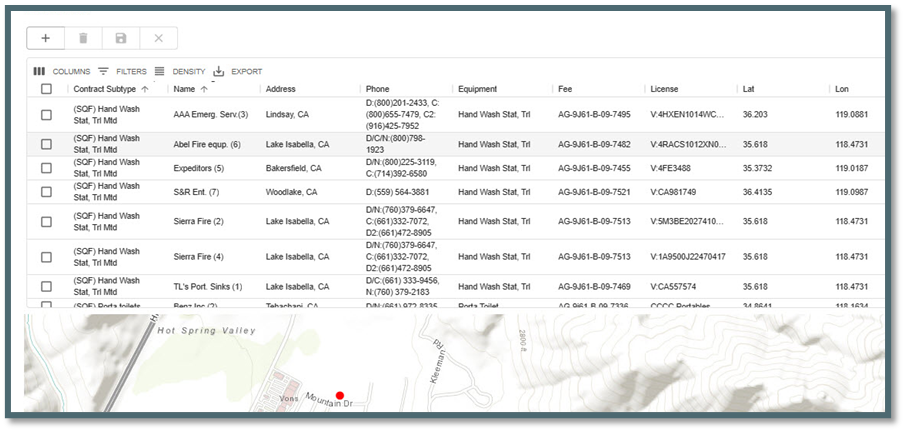 COLUMNS FILTERS DENSITY EXPORT
Contract Subtype Name Address Phone Equipment Fee License Lat Lon
(SQF) Hand Wash Stat, Trl Mtd AAA Emerg. Serv.(3) Lindsay, CA D:(800)201-2433, C:(800)655-7479, C2:(916)425-7952 Hand Wash Stat, Trl AG-9J61-B-09-7495 V:4HXEN1014WC... 36.203 119.0881
(SQF) Hand Wash Stat, Trl Mtd Abel Fire equp. (6) Lake Isabella, CA D/C/N:(800)798-1923 Hand Wash Stat, Trl AG-9J61-B-09-7482 V:4RACS1012XN0... 35.618 118.4731
(SQF) Hand Wash Stat, Trl Mtd Expeditors (5) Bakersfield, CA D/N:(800)225-3119, C:(714)392-6580 Hand Wash Stat, Trl AG-9J61-B-09-7455 V:4FE3488 35.3732 119.0187
(SQF) Hand Wash Stat, Trl Mtd S&R Ent. (7) Woodlake, CA D:(559) 564-3881 Hand Wash Stat, Trl AG-9J61-B-09-7521 V:CA981749 36.4135 119.0987
(SQF) Hand Wash Stat, Trl Mtd Sierra Fire (2) Lake Isabella, CA D/N:(760)379-6647, C:(661)332-7072, D2:(661)472-8905 Hand Wash Stat, Trl AG-9J61-B-09-7513 V:5M3BE2027410... 35.618 118.4731
(SQF) Hand Wash Stat, Trl Mtd Sierra Fire (4) Lake Isabella, CA D/N:(760)379-6647, C:(661)332-7072, D2:(661)472-8905 Hand Wash Stat, Trl AG-9J61-B-09-7513 V:1A9500J22470417 35.618 118.4731
(SQF) Hand Wash Stat, Trl Mtd TL's Port. Sinks (1) Lake Isabella, CA D/C:(661) 333-9456, N:(760) 379-2183 Hand Wash Stat, Trl AG-9J61-B-09-7469 V:CA557574 35.618 118.4731
(SQF) Porta toilets Benz Inc (2) Tehachapi, CA D/N:(661) 972-8335 Porta Toilet AG-9J61-B-09-7336 CCCC Portables 34.8641 118.1634
Hot Spring Valley
Kleeman Rd
2800 ft
Vons
Mountain Dr